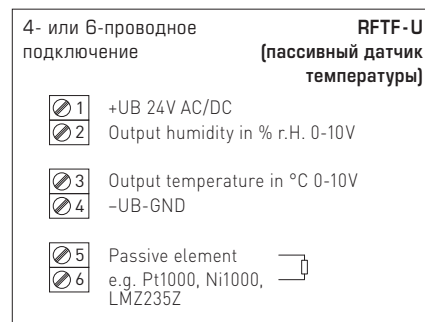 4- или 6-проводное RFTF-U
подключение (пассивный датчик
температуры)
1 +UB 24V AC/DC
2 Output humidity in % r.H. 0-10V
3 Output temperature in °C 0-10V
4 –UB-GND
5 Passive element
6 e.g. Pt1000, Ni1000,
LMZ235Z